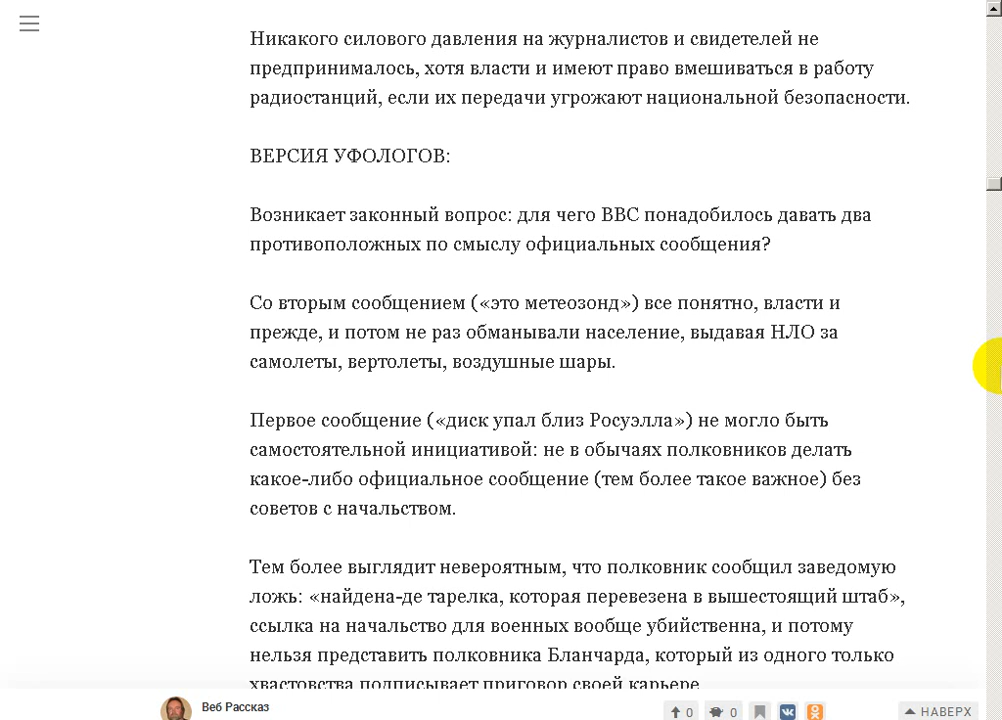 Никакого силового давления на журналистов и свидетелей не
предпринималось, хотя власти и имеют право вмешиваться в работу
радиостанций, если их передачи угрожают национальной безопасности.
ВЕРСИЯ УФОЛОГОВ:
Возникает законный вопрос: для чего ВВС понадобилось давать два
противоположных по смыслу официальных сообщения?
Со вторым сообщением («это метеозонд») все понятно, власти и
прежде, и потом не раз обманывали население, выдавая НЛО за
самолеты, вертолеты, воздушные шары.
Первое сообщение («диск упал близ Росуэлла») не могло быть
самостоятельной инициативой: не в обычаях полковников делать
какое-либо официальное сообщение (тем более такое важное) без
советов с начальством.
Тем более выглядит невероятным, что полковник сообщил заведомую
ложь: «найдена-де тарелка, которая перевезена в вышестоящий штаб»,
ссылка на начальство для военных вообще убийственна, и потому
нельзя представить полковника Бланчарда, который из одного только
хвастовства подписывает приговор своей карьере
Веб Рассказ
0
0
НАВЕРХ